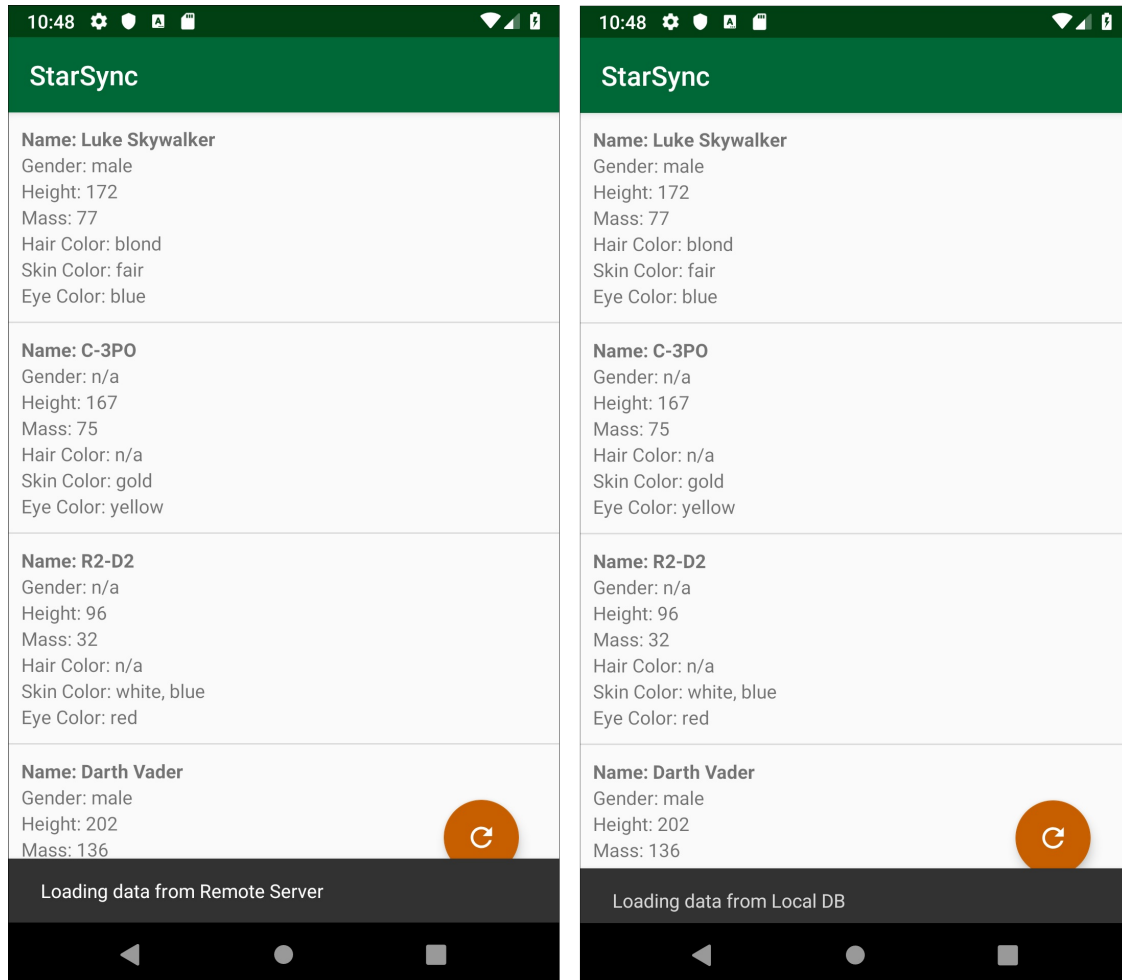 10:48
StarSync
Name: Luke Skywalker
Gender: male
Height: 172
Mass: 77
Hair Color: blond
Skin Color: fair
Eye Color: blue
Name: C-3PO
Gender: n/a
Height: 167
Mass: 75
Hair Color: n/a
Skin Color: gold
Eye Color: yellow
Name: R2-D2
Gender: n/a
Height: 96
Mass: 32
Hair Color: n/a
Skin Color: white, blue
Eye Color: red
Name: Darth Vader
Gender: male
Height: 202
Mass: 136
Loading data from Remote Server
10:48
StarSync
Name: Luke Skywalker
Gender: male
Height: 172
Mass: 77
Hair Color: blond
Skin Color: fair
Eye Color: blue
Name: C-3PO
Gender: n/a
Height: 167
Mass: 75
Hair Color: n/a
Skin Color: gold
Eye Color: yellow
Name: R2-D2
Gender: n/a
Height: 96
Mass: 32
Hair Color: n/a
Skin Color: white, blue
Eye Color: red
Name: Darth Vader
Gender: male
Height: 202
Mass: 136
Loading data from Local DB